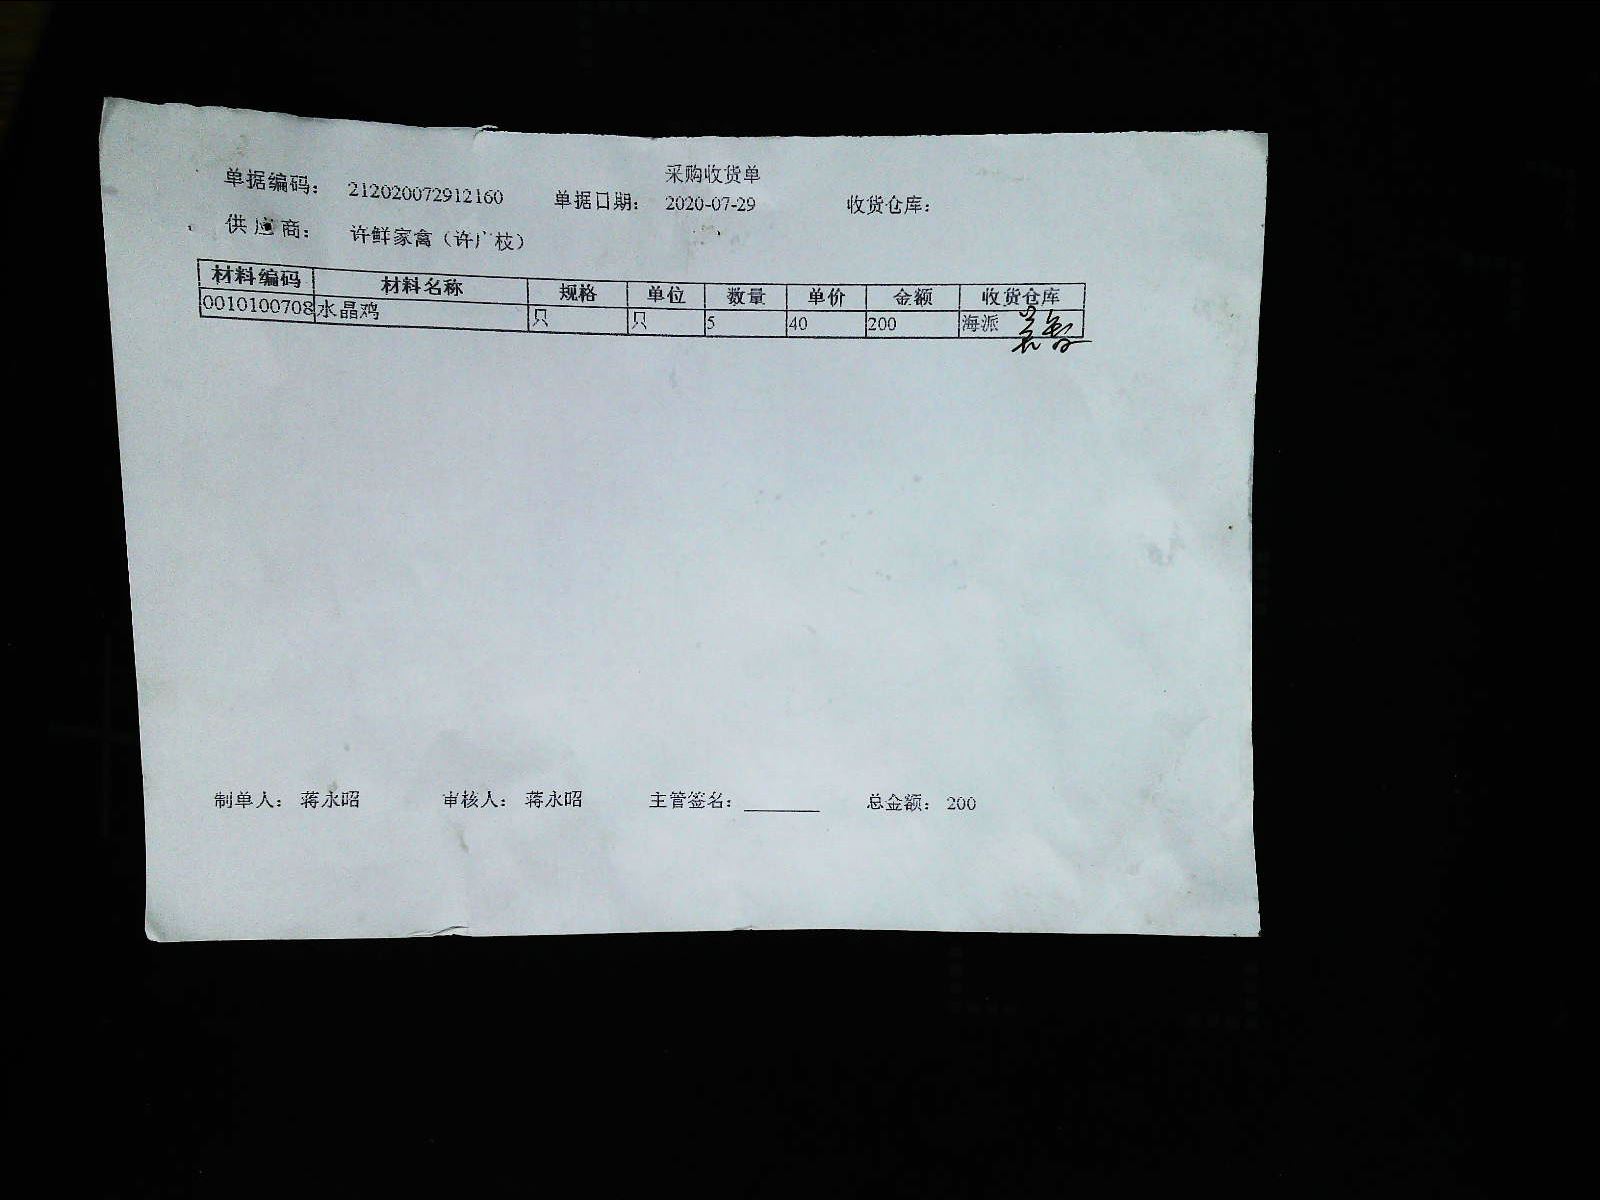 采购收货单
单据编码： 212020072912160 单据日期： 2020-07-29 收货仓库：
供应商： 许鲜家禽（许广枝）
材料编码 材料名称 规格 单位 数量 单价 金额 收货仓库
0010100708 水晶鸡 只 只 5 40 200 海派
制单人： 蒋永昭 审核人： 蒋永昭 主管签名： 总金额： 200